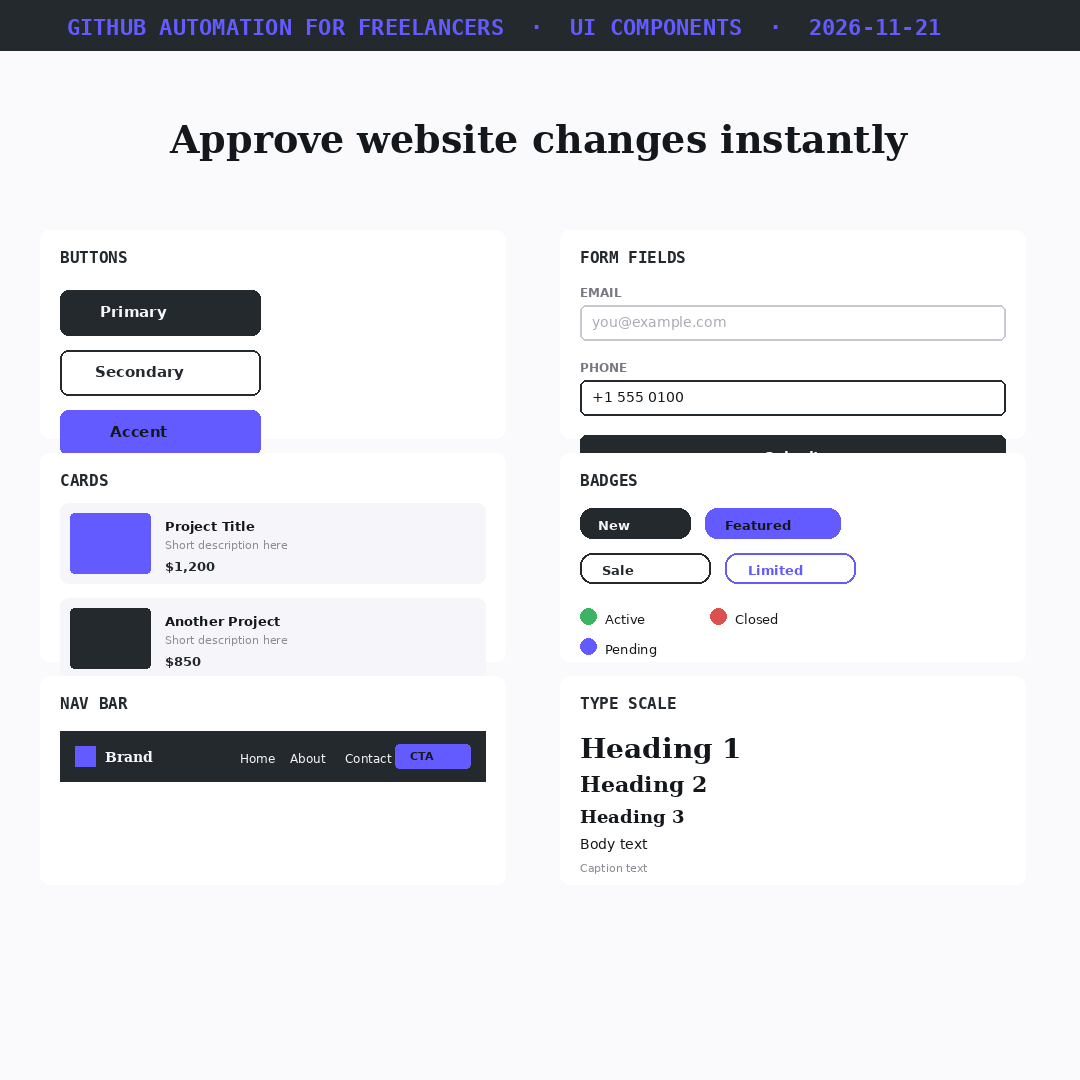 GITHUB AUTOMATION FOR FREELANCERS · UI COMPONENTS · 2026-11-21
Approve website changes instantly
BUTTONS
Primary
Secondary
Accent
FORM FIELDS
EMAIL
you@example.com
PHONE
+1 555 0100
CARDS
Project Title
Short description here
$1,200
Another Project
Short description here
$850
BADGES
New Featured
Sale Limited
Active Closed
Pending
NAV BAR
Brand Home About Contact CTA
TYPE SCALE
Heading 1
Heading 2
Heading 3
Body text
Caption text